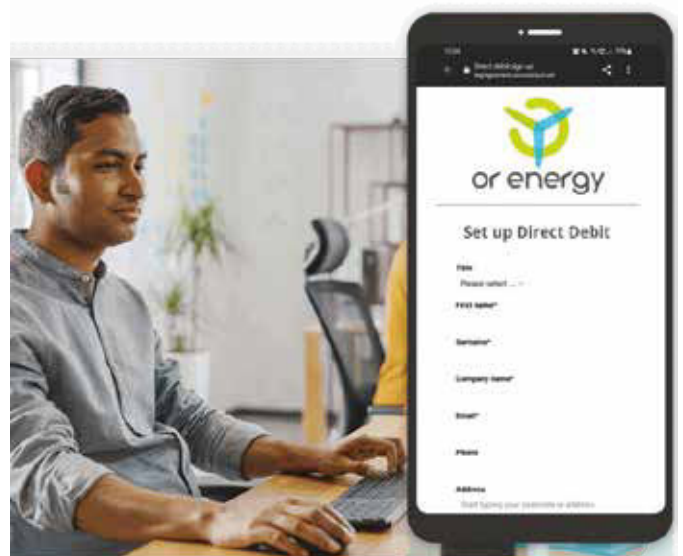 Direct debit sign up
or energy
Set up Direct Debit
Title
Please select ...
First name*
Surname*
Company name*
Email*
Phone
Address
Start typing your postcode or address